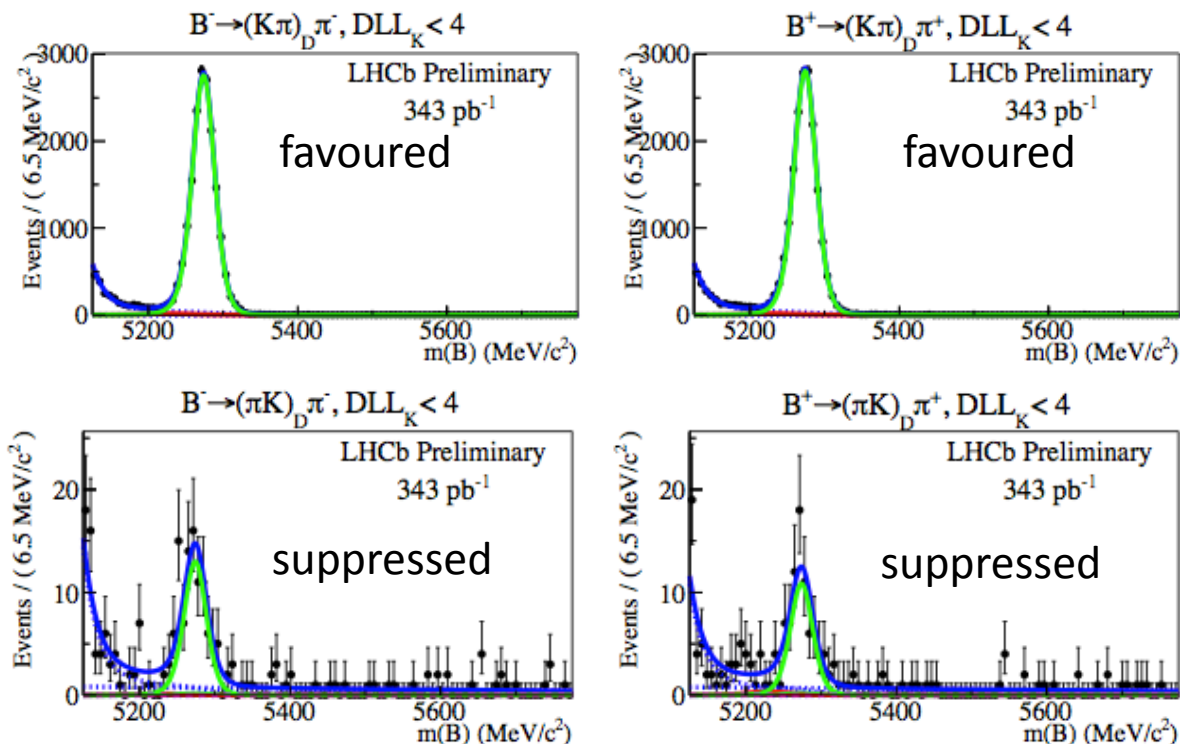 B⁻→(Kπ)_D π⁻, DLL_K < 4
3000
2000
1000
0
Events / ( 6.5 MeV/c² )
LHCb Preliminary
343 pb⁻¹
favoured
5200 5400 5600
m(B) (MeV/c²)
B⁺→(Kπ)_D π⁺, DLL_K < 4
3000
2000
1000
0
Events / ( 6.5 MeV/c² )
LHCb Preliminary
343 pb⁻¹
favoured
5200 5400 5600
m(B) (MeV/c²)
B⁻→(πK)_D π⁻, DLL_K < 4
20
10
0
Events / ( 6.5 MeV/c² )
LHCb Preliminary
343 pb⁻¹
suppressed
5200 5400 5600
m(B) (MeV/c²)
B⁺→(πK)_D π⁺, DLL_K < 4
20
10
0
Events / ( 6.5 MeV/c² )
LHCb Preliminary
343 pb⁻¹
suppressed
5200 5400 5600
m(B) (MeV/c²)